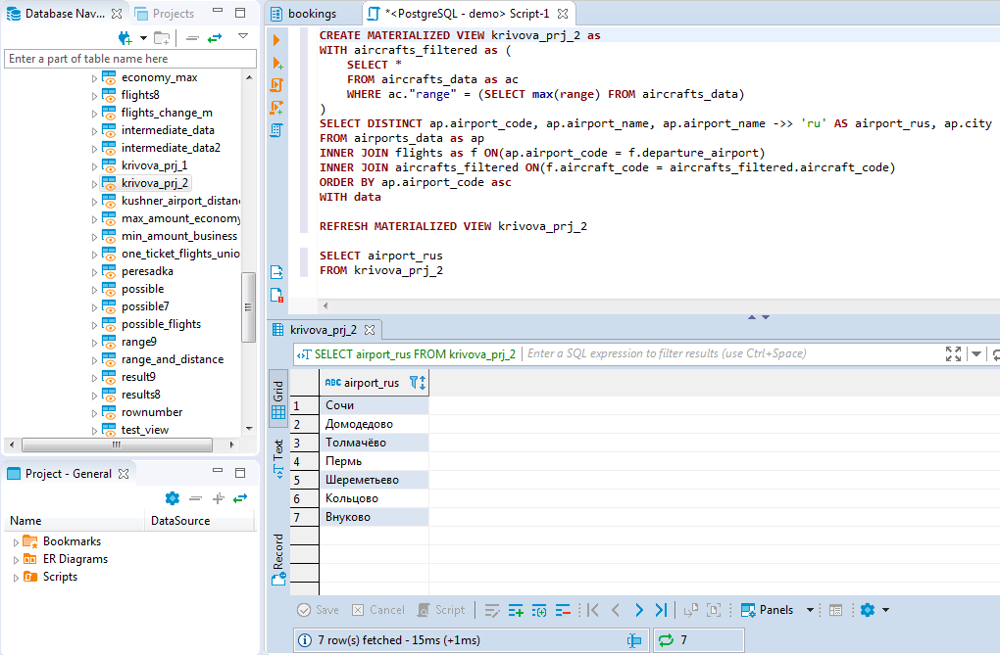 Database Nav...
Projects
Enter a part of table name here
economy_max
flights8
flights_change_m
intermediate_data
intermediate_data2
krivova_prj_1
krivova_prj_2
kushner_airport_distan
max_amount_economy
min_amount_business
one_ticket_flights_unio
peresadka
possible
possible7
possible_flights
range9
range_and_distance
result9
results8
rownumber
test_view
Project - General
Name DataSource
Bookmarks
ER Diagrams
Scripts
bookings
*<PostgreSQL - demo> Script-1
CREATE MATERIALIZED VIEW krivova_prj_2 as
WITH aircrafts_filtered as (
SELECT *
FROM aircrafts_data as ac
WHERE ac."range" = (SELECT max(range) FROM aircrafts_data)
)
SELECT DISTINCT ap.airport_code, ap.airport_name, ap.airport_name ->> 'ru' AS airport_rus, ap.city
FROM airports_data as ap
INNER JOIN flights as f ON(ap.airport_code = f.departure_airport)
INNER JOIN aircrafts_filtered ON(f.aircraft_code = aircrafts_filtered.aircraft_code)
ORDER BY ap.airport_code asc
WITH data
REFRESH MATERIALIZED VIEW krivova_prj_2
SELECT airport_rus
FROM krivova_prj_2
krivova_prj_2
SELECT airport_rus FROM krivova_prj_2
Enter a SQL expression to filter results (use Ctrl+Space)
Grid
Text
Record
ABC airport_rus
1 Сочи
2 Домодедово
3 Толмачёво
4 Пермь
5 Шереметьево
6 Кольцово
7 Внуково
Save Cancel Script Panels
7 row(s) fetched - 15ms (+1ms)
7